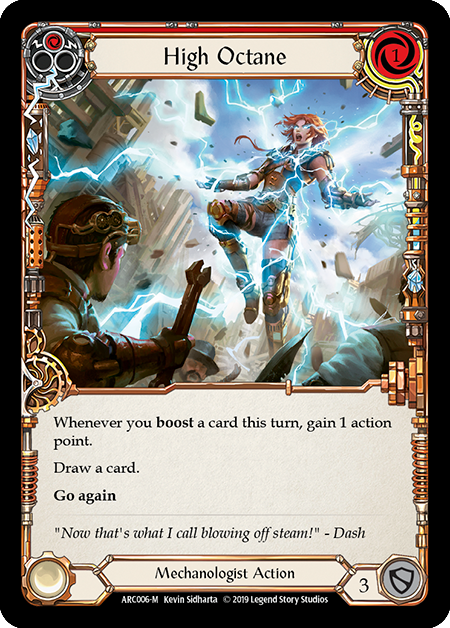 High Octane
1
0
Whenever you boost a card this turn, gain 1 action
point.
Draw a card.
Go again
"Now that's what I call blowing off steam!" - Dash
Mechanologist Action
3
ARC006-M Kevin Sidharta © 2019 Legend Story Studios